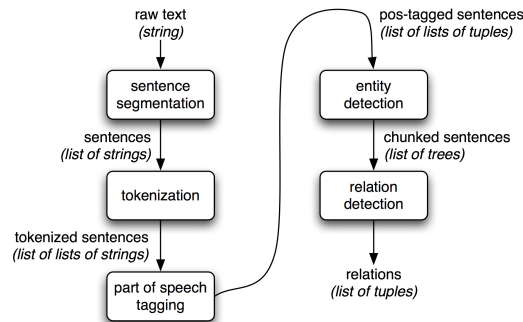 raw text
(string)
sentence
segmentation
sentences
(list of strings)
tokenization
tokenized sentences
(list of lists of strings)
part of speech
tagging
pos-tagged sentences
(list of lists of tuples)
entity
detection
chunked sentences
(list of trees)
relation
detection
relations
(list of tuples)